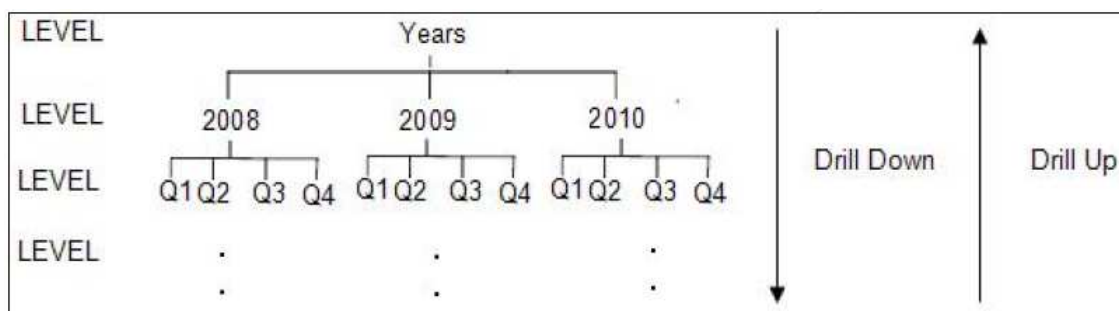 LEVEL Years
LEVEL 2008 2009 2010
Drill Down Drill Up
LEVEL Q1 Q2 Q3 Q4 Q1 Q2 Q3 Q4 Q1 Q2 Q3 Q4
LEVEL . . .
. . .